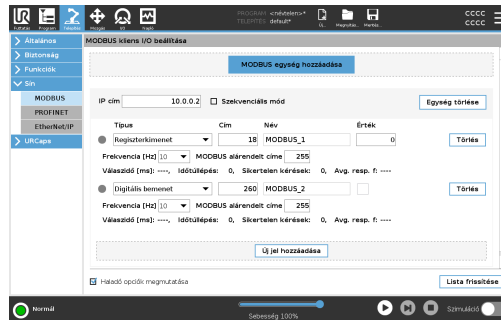 PROGRAM <névtelen>*
TELEPÍTÉS default*
CCCC
CCCC
Futtatás Program Telepítés Mozgás I/O Napló Új... Megnyitás... Mentés...
Általános
Biztonság
Funkciók
Sín
MODBUS
PROFINET
EtherNet/IP
URCaps
MODBUS kliens I/O beállítása
MODBUS egység hozzáadása
IP cím 10.0.0.2 Szekvenciális mód Egység törlése
Típus Cím Név Érték
Regiszterkimenet 18 MODBUS_1 0 Törlés
Frekvencia [Hz] 10 MODBUS alárendelt címe 255
Válaszidő [ms]: ----, Időtúllépés: 0, Sikertelen kérések: 0, Avg. resp. f: ----
Digitális bemenet 260 MODBUS_2 Törlés
Frekvencia [Hz] 10 MODBUS alárendelt címe 255
Válaszidő [ms]: ----, Időtúllépés: 0, Sikertelen kérések: 0, Avg. resp. f: ----
Új jel hozzáadása
Haladó opciók megmutatása
Lista frissítése
Normál
Sebesség 100%
Szimuláció